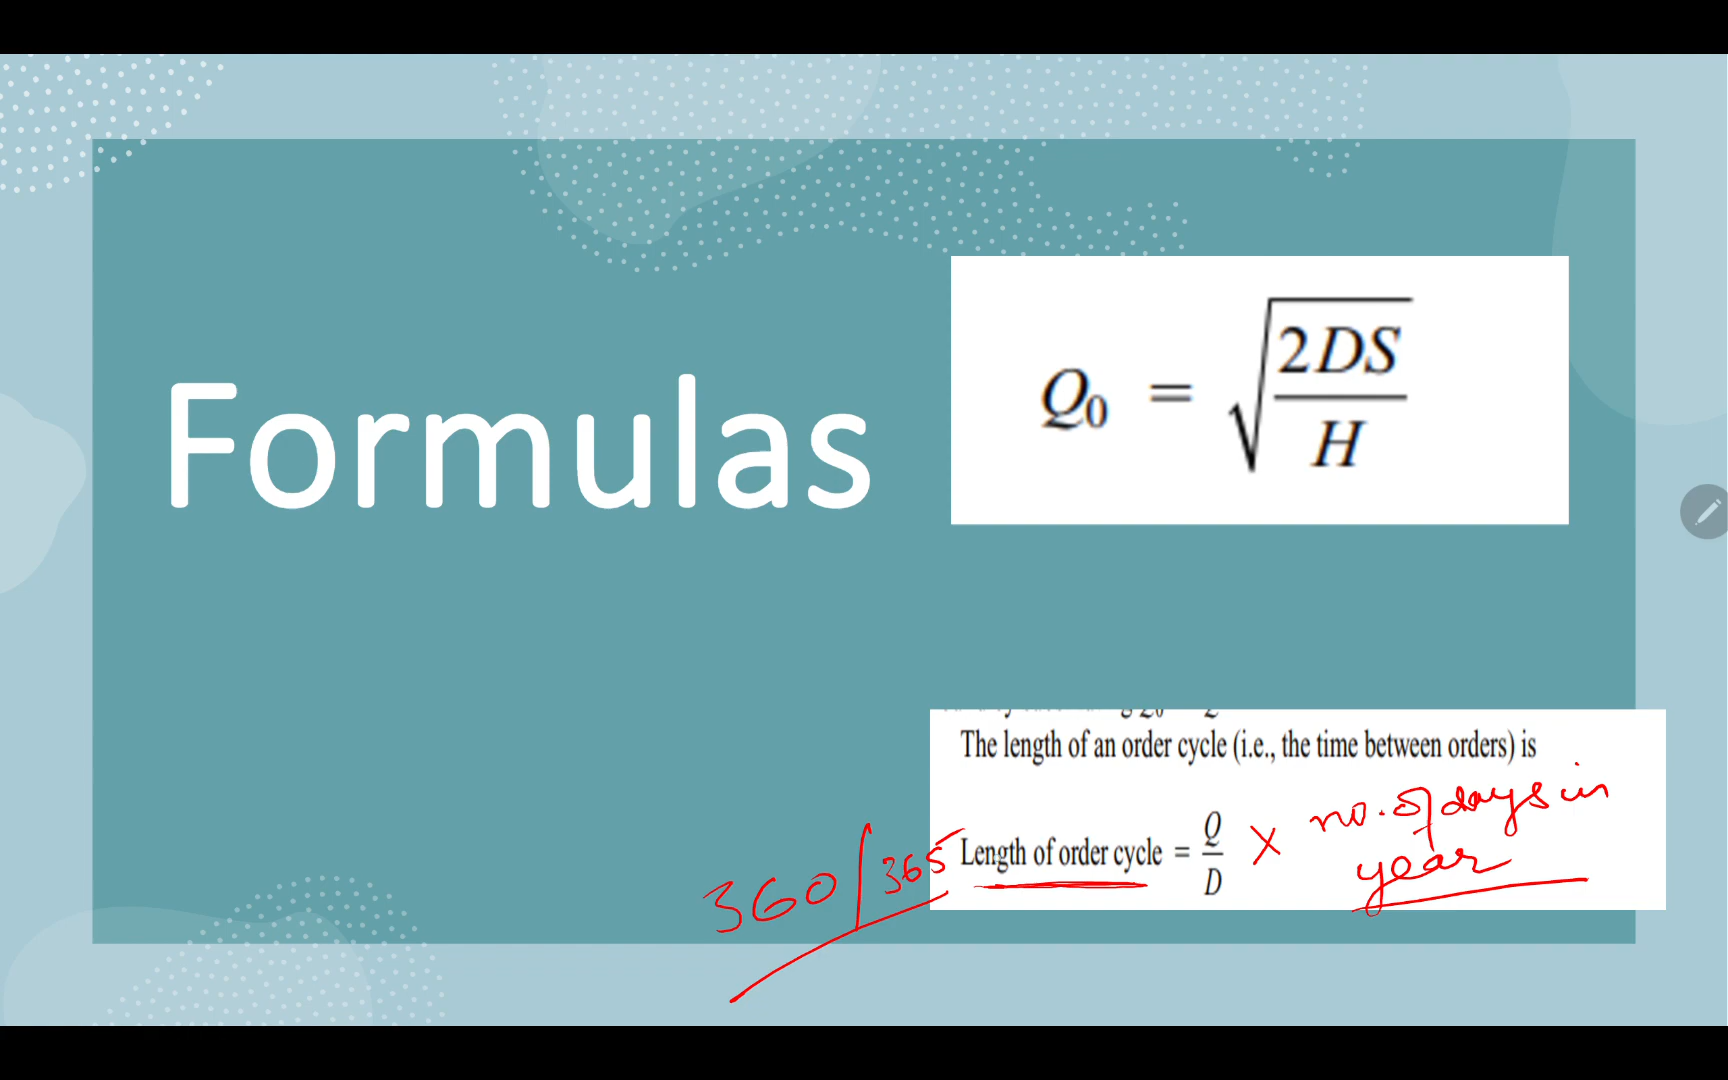 Formulas
Q₀ = √(2DS / H)
The length of an order cycle (i.e., the time between orders) is
Length of order cycle = Q/D × no. of days in
year
360/365